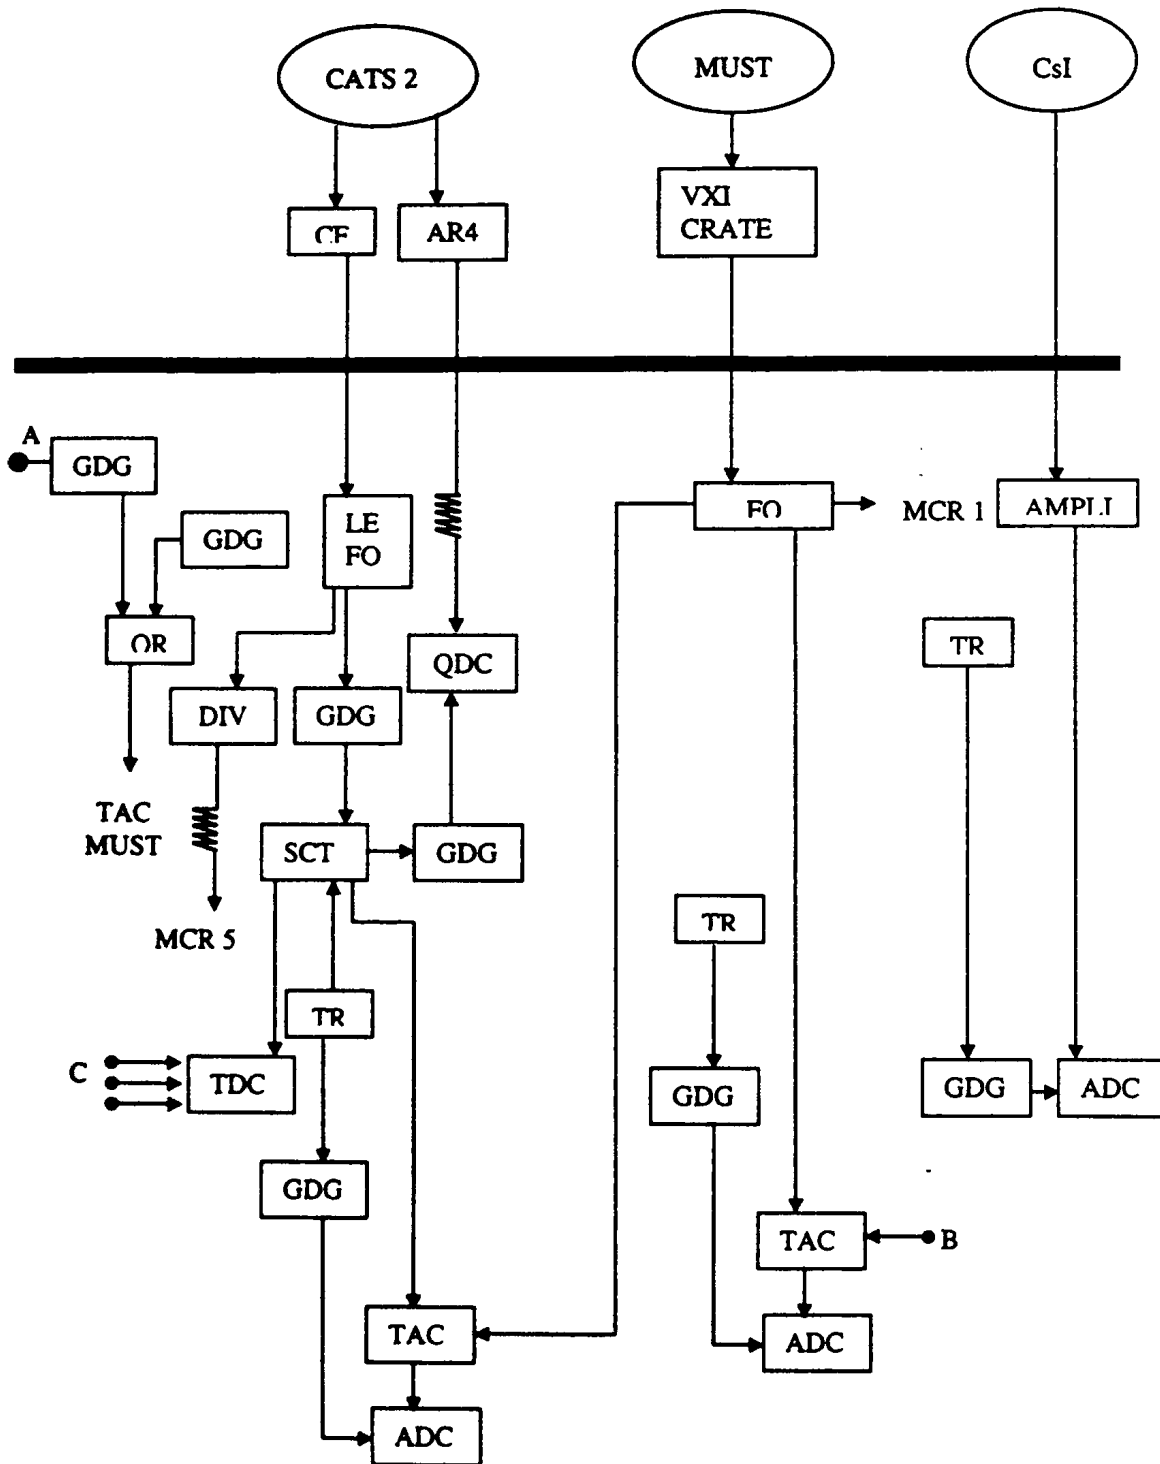 CATS 2
MUST
CsI
CF
AR4
VXI
CRATE
A
GDG
GDG
LE
FO
FO
MCR 1
AMPLI
OR
QDC
TR
DIV
GDG
TAC
MUST
SCT
GDG
MCR 5
TR
TR
C
TDC
GDG
GDG
ADC
GDG
TAC
B
TAC
ADC
ADC